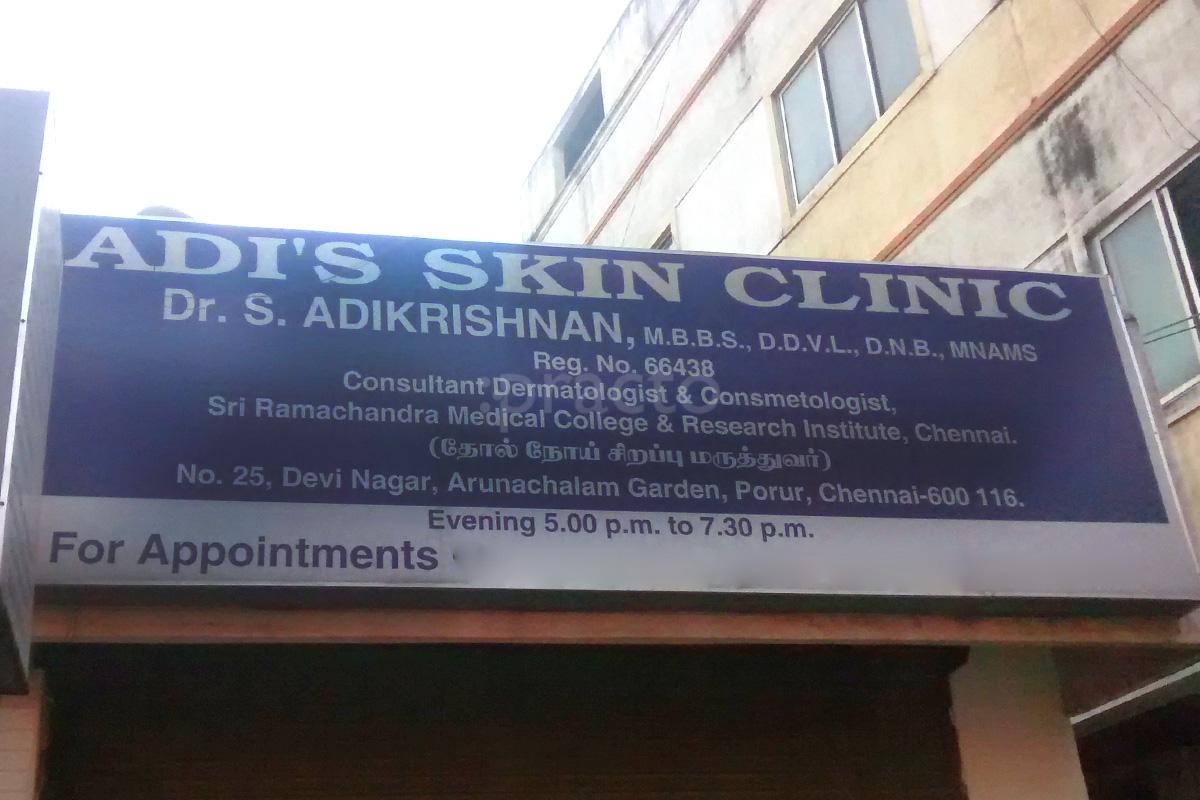 ADI'S SKIN CLINIC
Dr. S. ADIKRISHNAN, M.B.B.S., D.D.V.L., D.N.B., MNAMS
Reg. No. 66438
Consultant Dermatologist & Consmetologist,
Sri Ramachandra Medical College & Research Institute, Chennai.
(தோல் நோய் சிறப்பு மருத்துவர்)
No. 25, Devi Nagar, Arunachalam Garden, Porur, Chennai-600 116.
Evening 5.00 p.m. to 7.30 p.m.
For Appointments
practo